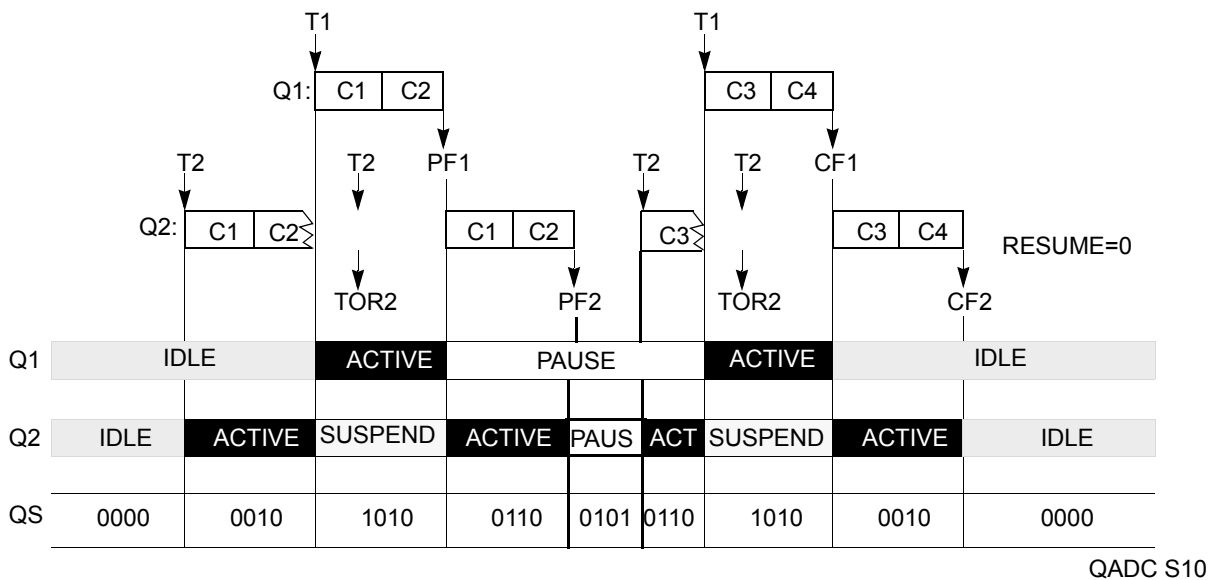 T1 T1
Q1: C1 C2 C3 C4
T2 T2 PF1 T2 T2 CF1
Q2: C1 C2 C1 C2 C3 C3 C4 RESUME=0
TOR2 PF2 TOR2 CF2
Q1 IDLE ACTIVE PAUSE ACTIVE IDLE
Q2 IDLE ACTIVE SUSPEND ACTIVE PAUS ACT SUSPEND ACTIVE IDLE
QS 0000 0010 1010 0110 0101 0110 1010 0010 0000
QADC S10